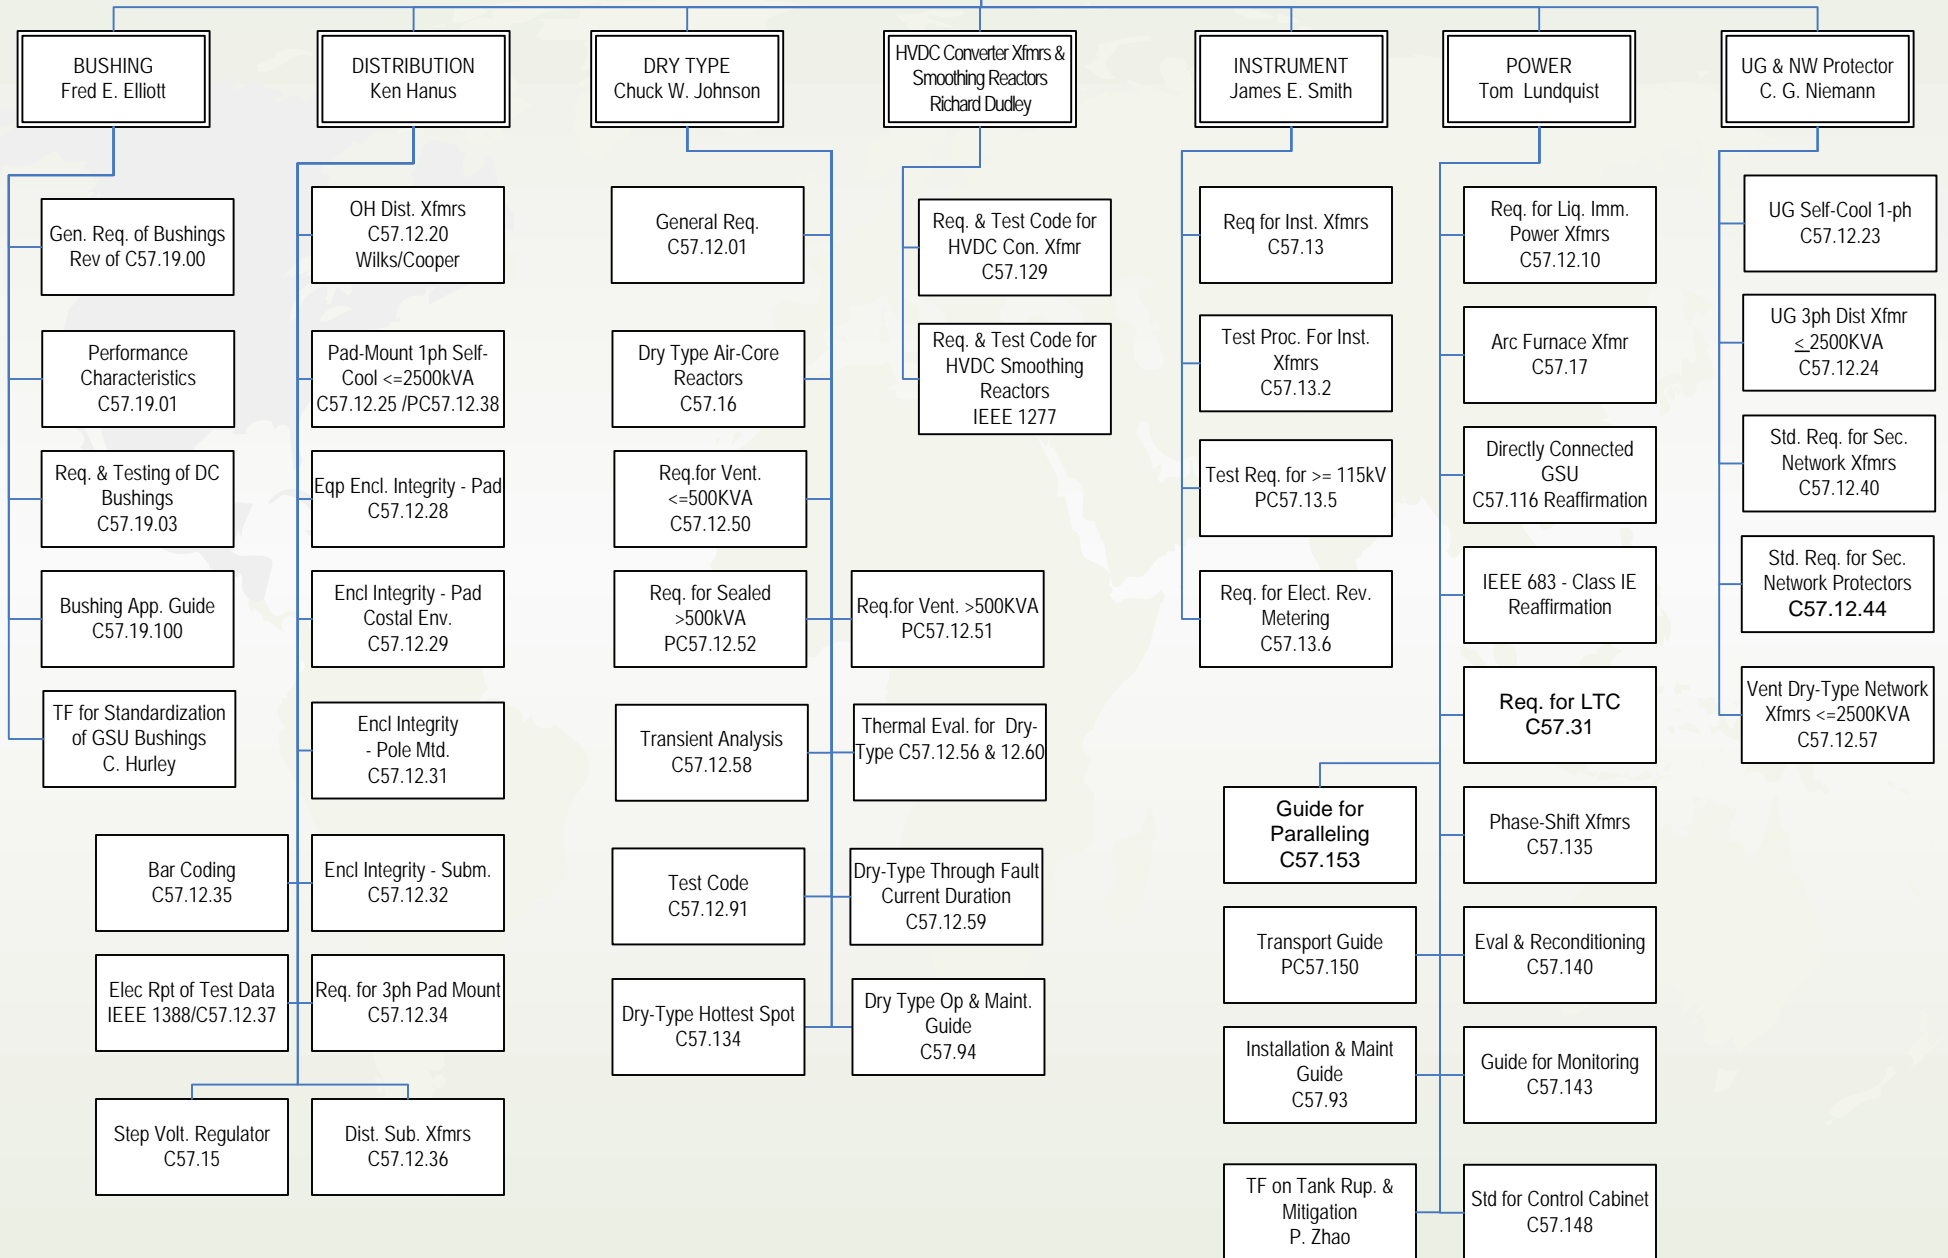 BUSHING
Fred E. Elliott
DISTRIBUTION
Ken Hanus
DRY TYPE
Chuck W. Johnson
HVDC Converter Xfmrs &
Smoothing Reactors
Richard Dudley
INSTRUMENT
James E. Smith
POWER
Tom Lundquist
UG & NW Protector
C. G. Niemann
Gen. Req. of Bushings
Rev of C57.19.00
Performance
Characteristics
C57.19.01
Req. & Testing of DC
Bushings
C57.19.03
Bushing App. Guide
C57.19.100
TF for Standardization
of GSU Bushings
C. Hurley
OH Dist. Xfmrs
C57.12.20
Wilks/Cooper
Pad-Mount 1ph Self-
Cool <=2500kVA
C57.12.25 /PC57.12.38
Eqp Encl. Integrity - Pad
C57.12.28
Encl Integrity - Pad
Costal Env.
C57.12.29
Encl Integrity
- Pole Mtd.
C57.12.31
Bar Coding
C57.12.35
Encl Integrity - Subm.
C57.12.32
Elec Rpt of Test Data
IEEE 1388/C57.12.37
Req. for 3ph Pad Mount
C57.12.34
Step Volt. Regulator
C57.15
Dist. Sub. Xfmrs
C57.12.36
General Req.
C57.12.01
Dry Type Air-Core
Reactors
C57.16
Req.for Vent.
<=500KVA
C57.12.50
Req. for Sealed
>500kVA
PC57.12.52
Req.for Vent. >500KVA
PC57.12.51
Transient Analysis
C57.12.58
Thermal Eval. for Dry-
Type C57.12.56 & 12.60
Test Code
C57.12.91
Dry-Type Through Fault
Current Duration
C57.12.59
Dry-Type Hottest Spot
C57.134
Dry Type Op & Maint.
Guide
C57.94
Req. & Test Code for
HVDC Con. Xfmr
C57.129
Req. & Test Code for
HVDC Smoothing
Reactors
IEEE 1277
Req for Inst. Xfmrs
C57.13
Test Proc. For Inst.
Xfmrs
C57.13.2
Test Req. for >= 115kV
PC57.13.5
Req. for Elect. Rev.
Metering
C57.13.6
Req. for Liq. Imm.
Power Xfmrs
C57.12.10
Arc Furnace Xfmr
C57.17
Directly Connected
GSU
C57.116 Reaffirmation
IEEE 683 - Class IE
Reaffirmation
Req. for LTC
C57.31
Guide for
Paralleling
C57.153
Phase-Shift Xfmrs
C57.135
Transport Guide
PC57.150
Eval & Reconditioning
C57.140
Installation & Maint
Guide
C57.93
Guide for Monitoring
C57.143
TF on Tank Rup. &
Mitigation
P. Zhao
Std for Control Cabinet
C57.148
UG Self-Cool 1-ph
C57.12.23
UG 3ph Dist Xfmr
< 2500KVA
C57.12.24
Std. Req. for Sec.
Network Xfmrs
C57.12.40
Std. Req. for Sec.
Network Protectors
C57.12.44
Vent Dry-Type Network
Xfmrs <=2500KVA
C57.12.57